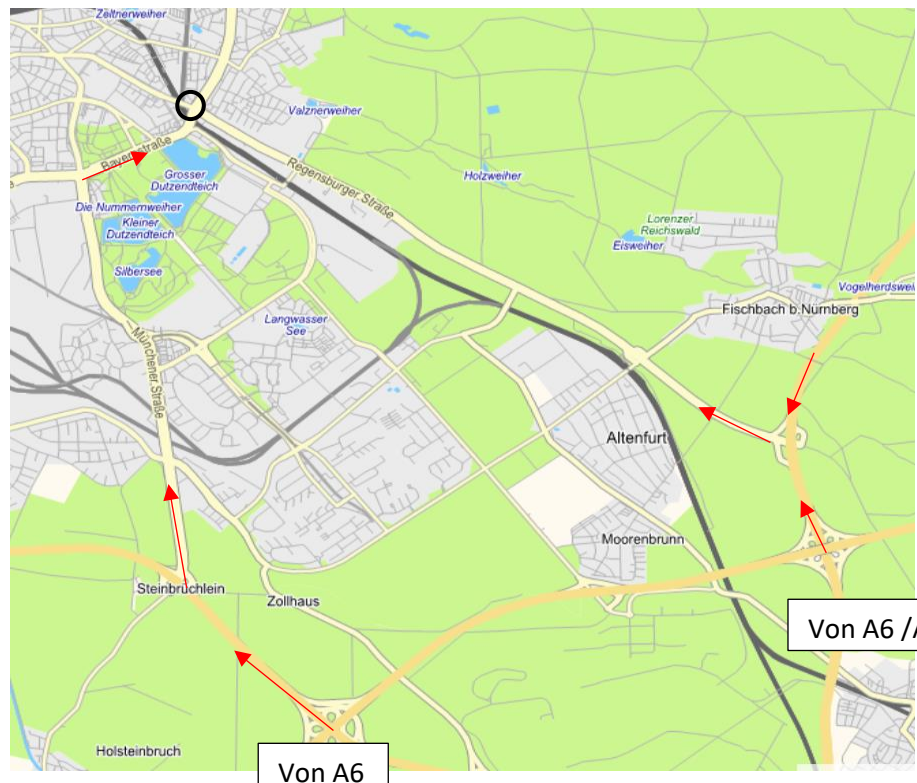 Zeltnerweiher
Valznerweiher
Bayernstraße
Regensburger Straße
Grosser
Dutzendteich
Holzweiher
Die Nummernweiher
Kleiner
Dutzendteich
Lorenzer
Reichswald
Eisweiher
Silbersee
Vogelherdswei
Fischbach b.Nürnberg
Langwasser
See
Münchener Straße
Altenfurt
Moorenbrunn
Steinbrüchlein
Zollhaus
Von A6 /A
Holsteinbruch
Von A6